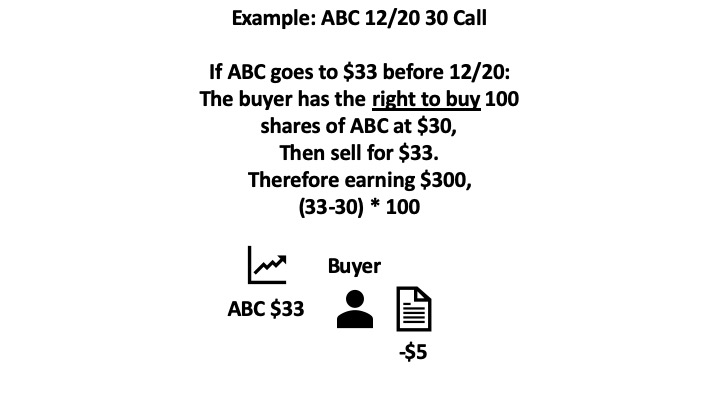 Example: ABC 12/20 30 Call
If ABC goes to $33 before 12/20:
The buyer has the right to buy 100
shares of ABC at $30,
Then sell for $33.
Therefore earning $300,
(33-30) * 100
Buyer
ABC $33
-$5